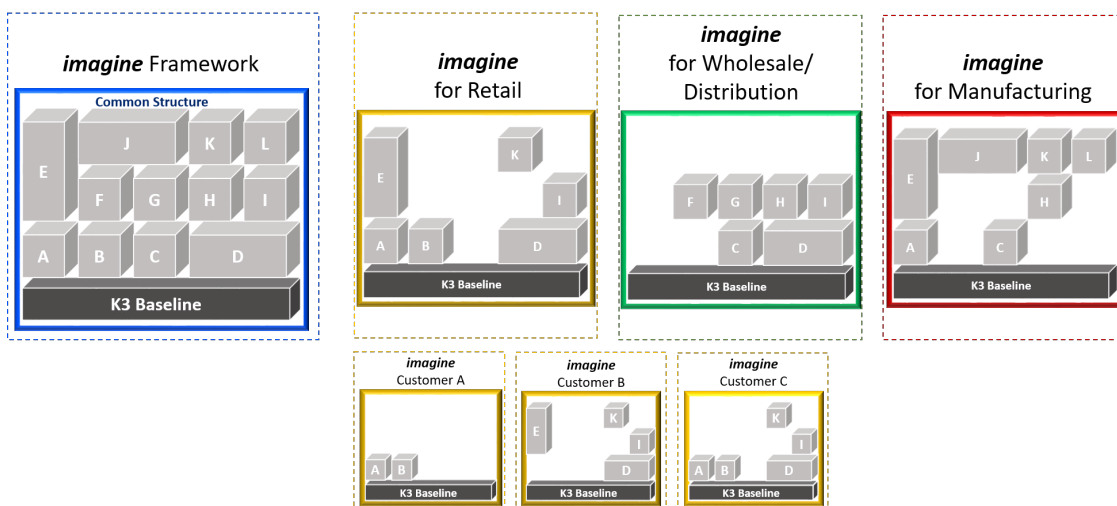 imagine Framework
Common Structure
E
J
K
L
F
G
H
I
A
B
C
D
K3 Baseline
imagine
for Retail
K
E
I
A
B
D
K3 Baseline
imagine
for Wholesale/
Distribution
F
G
H
I
C
D
K3 Baseline
imagine
for Manufacturing
J
K
L
E
H
A
C
K3 Baseline
imagine
Customer A
A
B
K3 Baseline
imagine
Customer B
K
E
I
D
K3 Baseline
imagine
Customer C
K
I
A
B
D
K3 Baseline